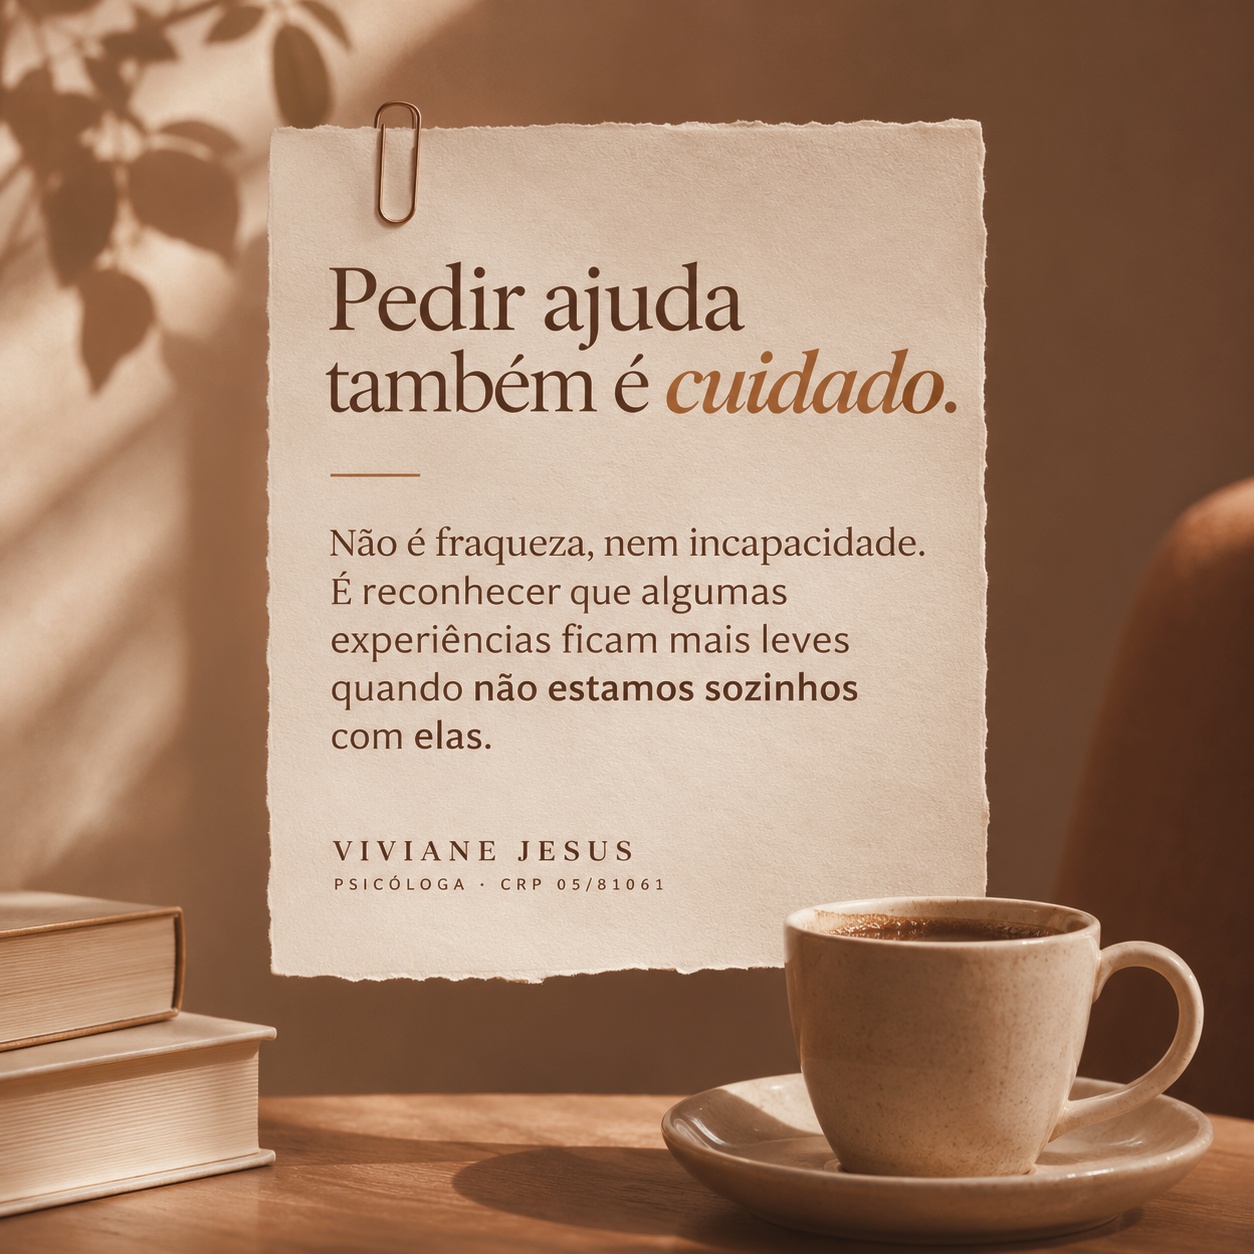 Pedir ajuda
também é cuidado.
Não é fraqueza, nem incapacidade.
É reconhecer que algumas
experiências ficam mais leves
quando não estamos sozinhos
com elas.
VIVIANE JESUS
PSICÓLOGA · CRP 05/81061